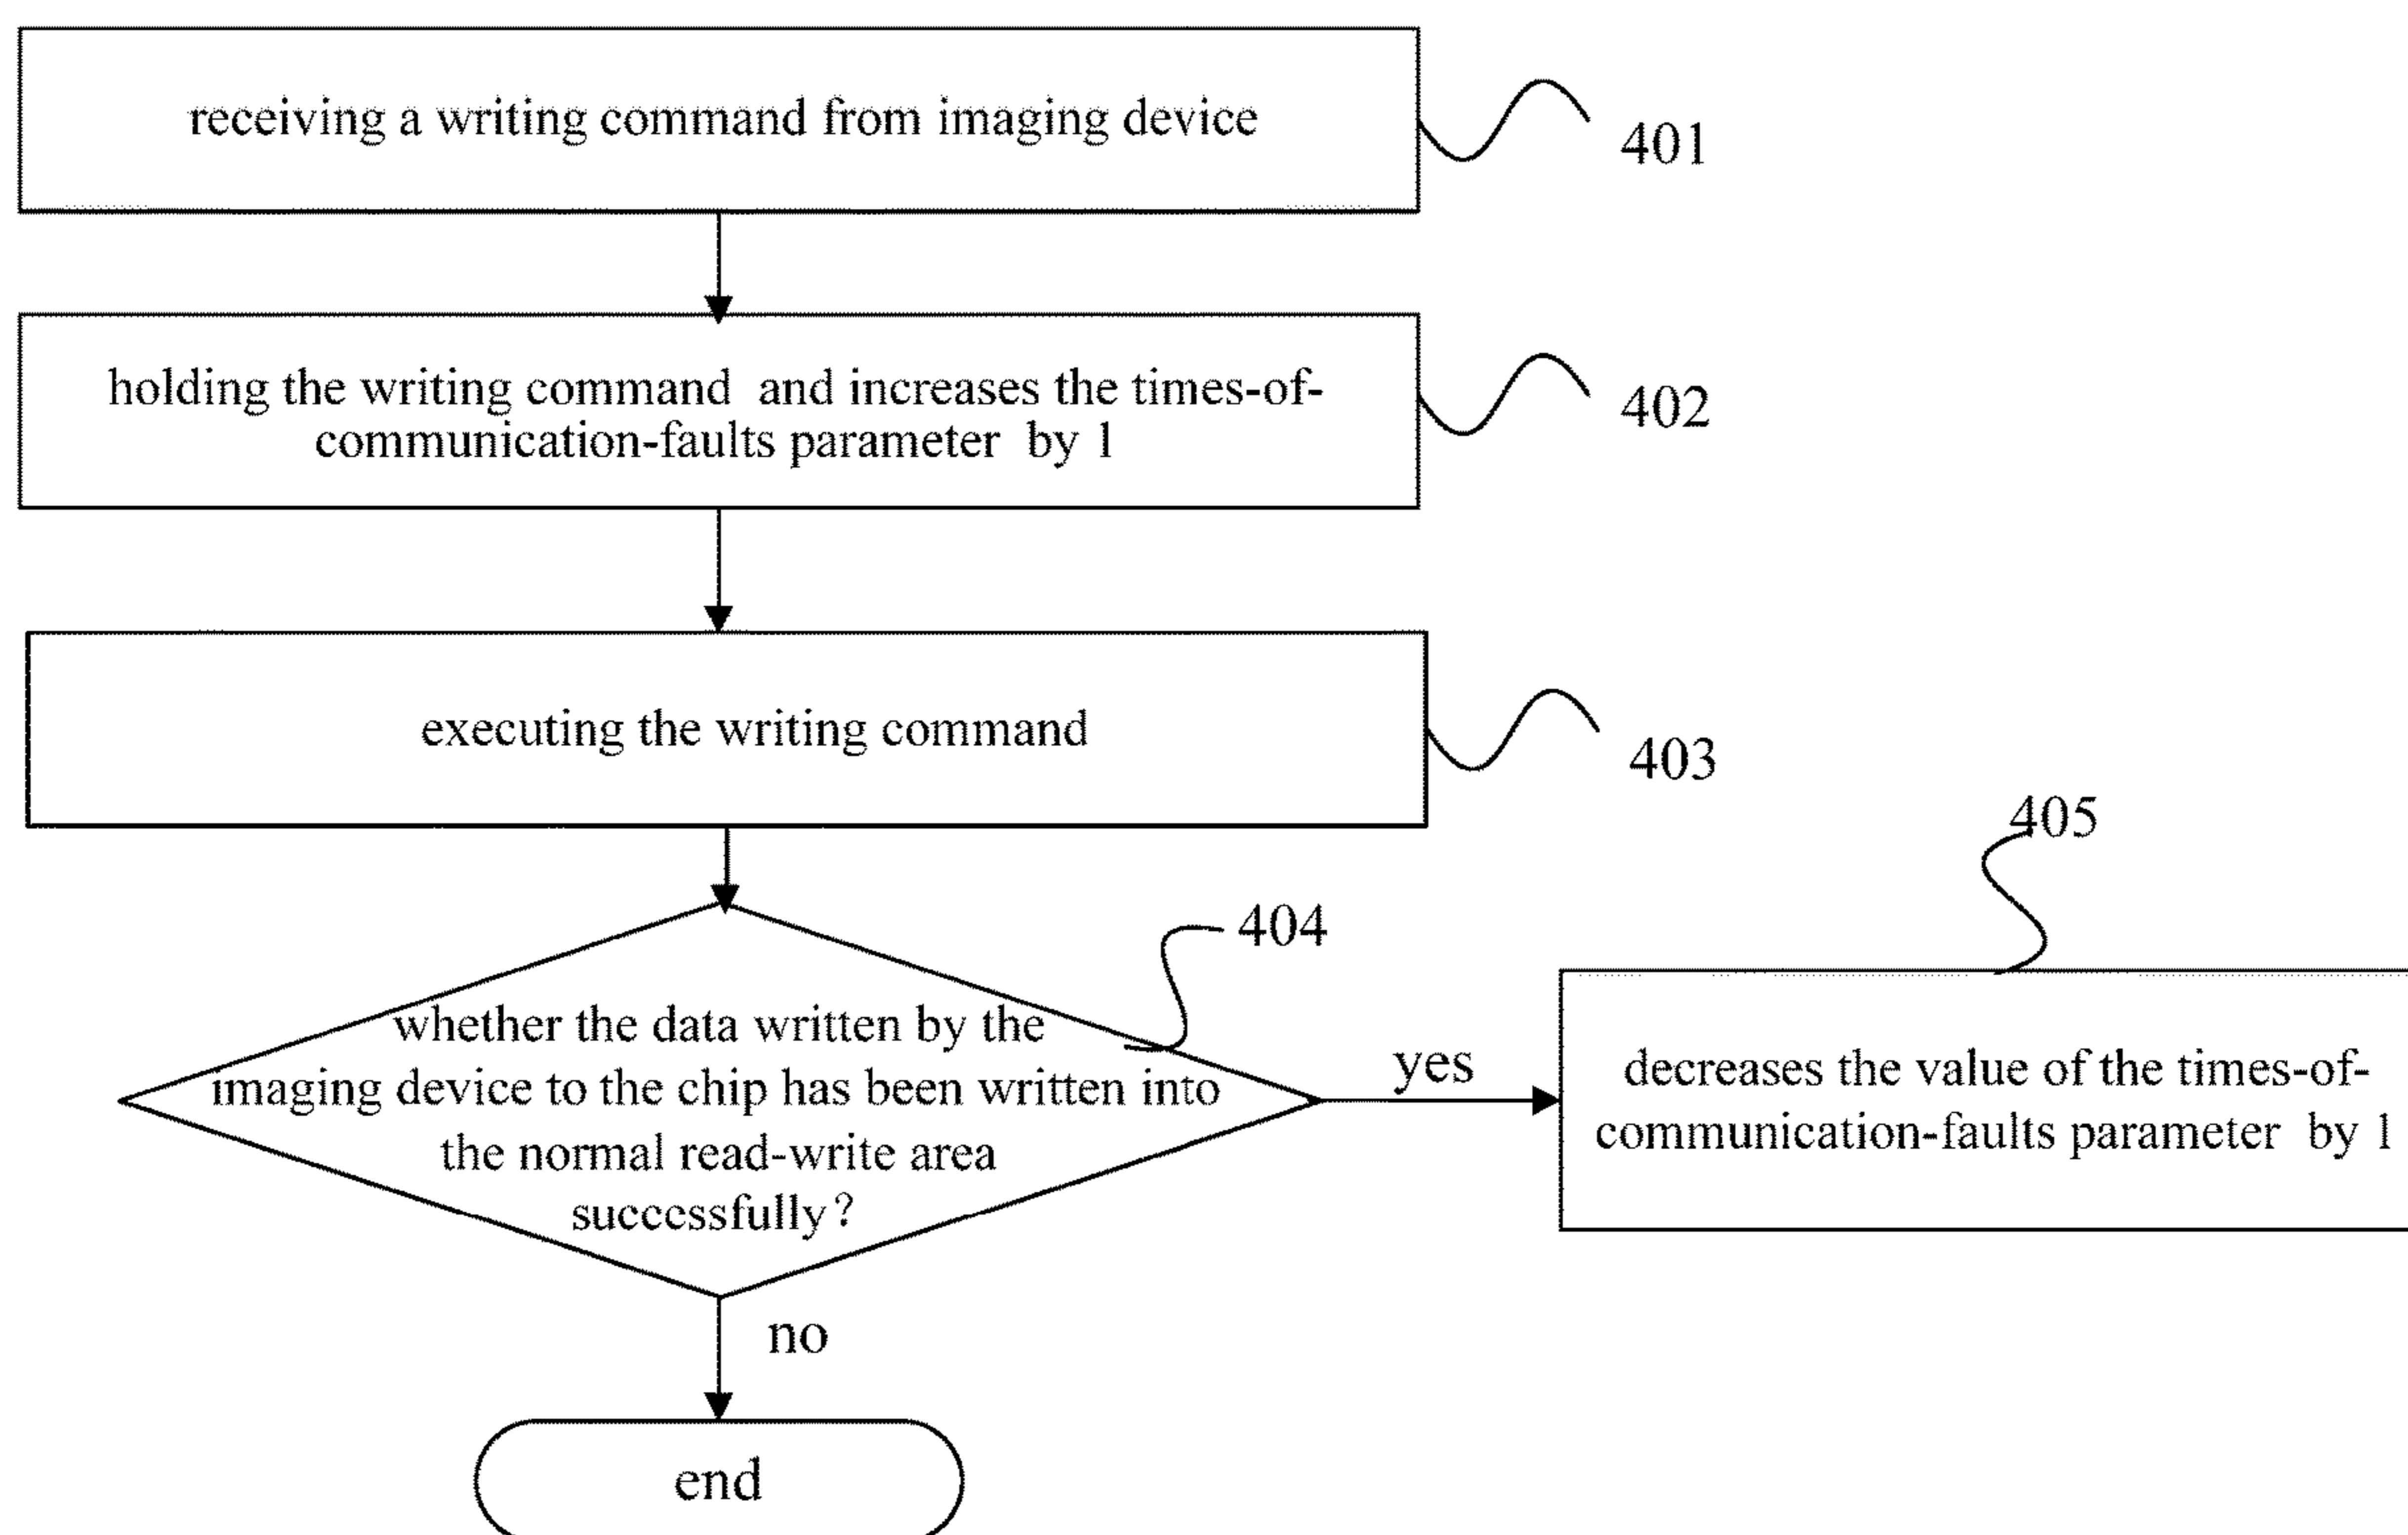 receiving a writing command from imaging device
401
holding the writing command and increases the times-of-
communication-faults parameter by 1
402
executing the writing command
403
405
404
whether the data written by the
imaging device to the chip has been written into
the normal read-write area
successfully?
yes
decreases the value of the times-of-
communication-faults parameter by 1
no
end